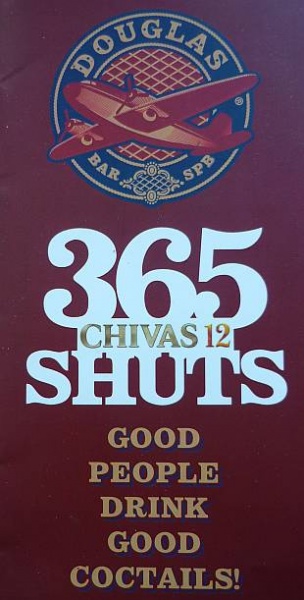 DOUGLAS
BAR SPB
®
365
CHIVAS 12
SHUTS
GOOD
PEOPLE
DRINK
GOOD
COCTAILS!